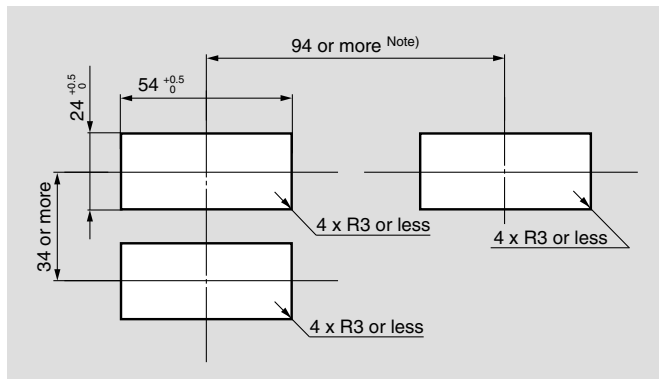 94 or more Note)
54 +0.5 0
24 +0.5 0
34 or more
4 x R3 or less
4 x R3 or less
4 x R3 or less